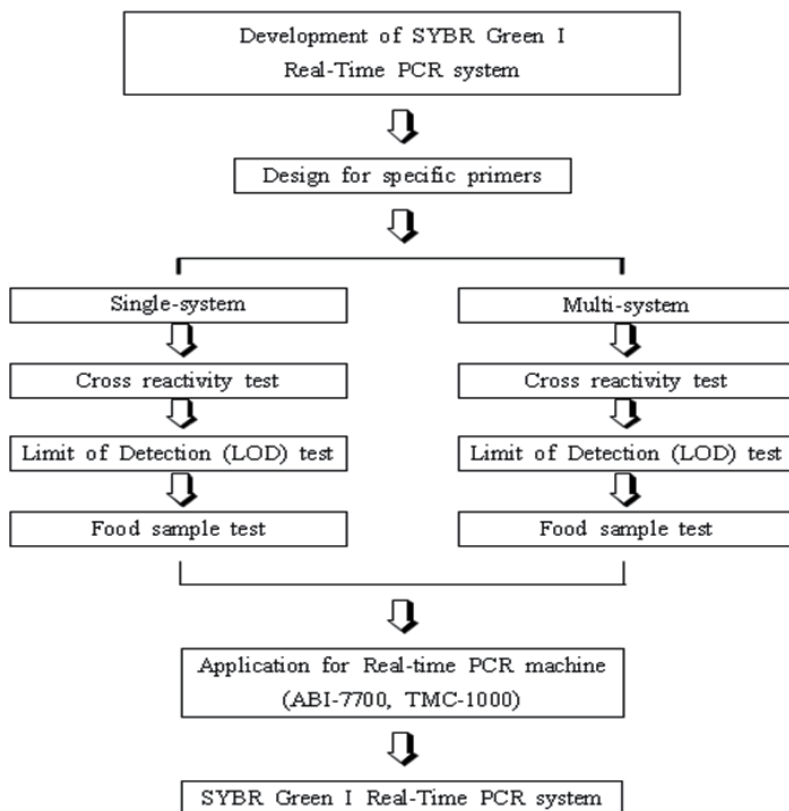 Development of SYBR Green I
Real-Time PCR system
Design for specific primers
Single-system
Multi-system
Cross reactivity test
Cross reactivity test
Limit of Detection (LOD) test
Limit of Detection (LOD) test
Food sample test
Food sample test
Application for Real-time PCR machine
(ABI-7700, TMC-1000)
SYBR Green I Real-Time PCR system